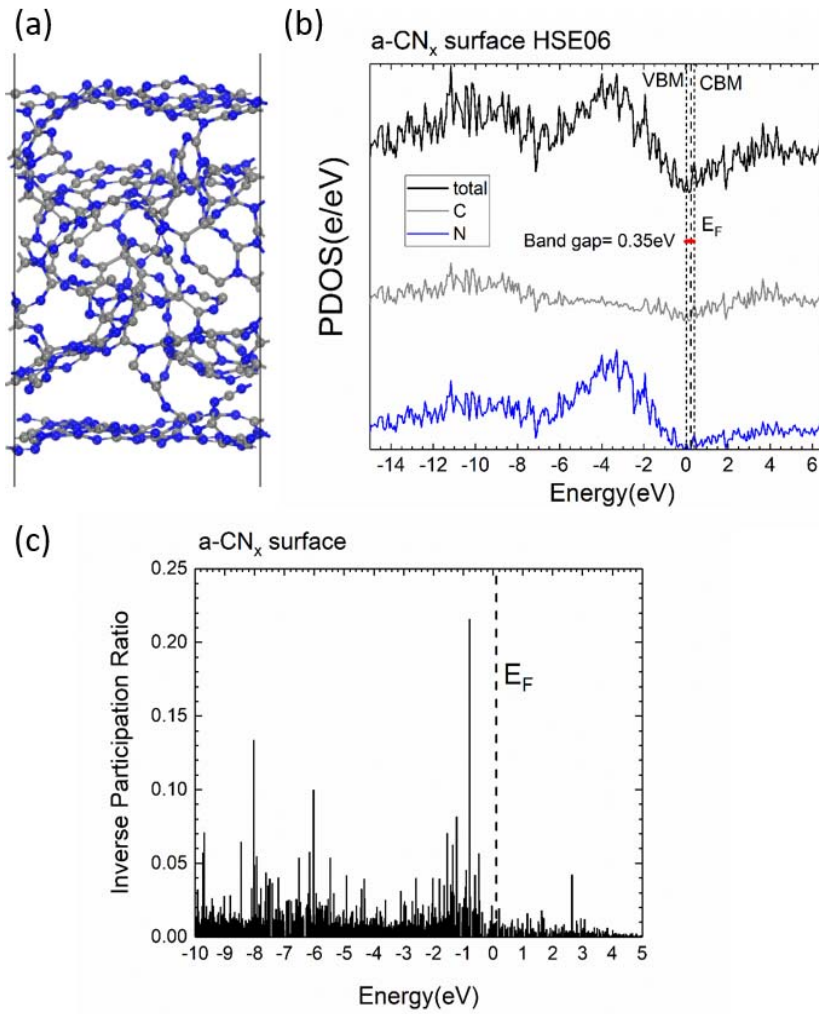 (a)
(b)
a-CNₓ surface HSE06
VBM
CBM
total
C
N
Band gap= 0.35eV
E_F
PDOS(e/eV)
-14 -12 -10 -8 -6 -4 -2 0 2 4 6
Energy(eV)
(c)
a-CNₓ surface
0.25
0.20
0.15
0.10
0.05
0.00
Inverse Participation Ratio
E_F
-10 -9 -8 -7 -6 -5 -4 -3 -2 -1 0 1 2 3 4 5
Energy(eV)